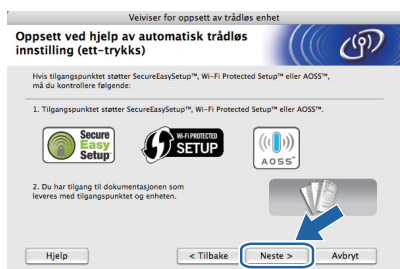 Veiviser for oppsett av trådløs enhet
Oppsett ved hjelp av automatisk trådløs
innstilling (ett-trykks)
Hvis tilgangspunktet støtter SecureEasySetup™, Wi-Fi Protected Setup™ eller AOSS™,
må du kontrollere følgende:
1. Tilgangspunktet støtter SecureEasySetup™, Wi-Fi Protected Setup™ eller AOSS™.
Secure
Easy
Setup
WI-FI PROTECTED
SETUP
AOSS
2. Du har tilgang til dokumentasjonen som
leveres med tilgangspunktet og enheten.
Hjelp
< Tilbake
Neste >
Avbryt